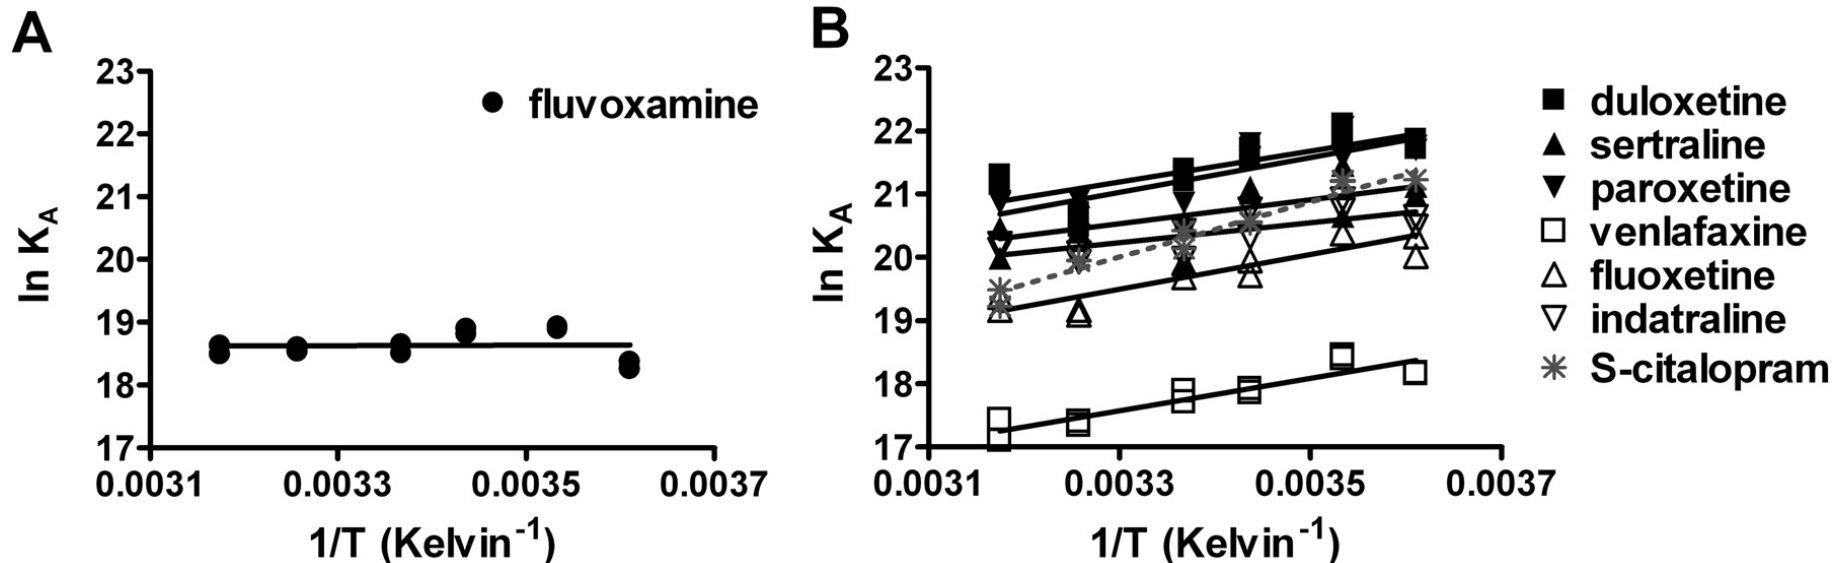 A
23
22
21
20
19
18
17
ln K_A
fluvoxamine
0.0031 0.0033 0.0035 0.0037
1/T (Kelvin⁻¹)
B
23
22
21
20
19
18
17
ln K_A
0.0031 0.0033 0.0035 0.0037
1/T (Kelvin⁻¹)
duloxetine
sertraline
paroxetine
venlafaxine
fluoxetine
indatraline
S-citalopram